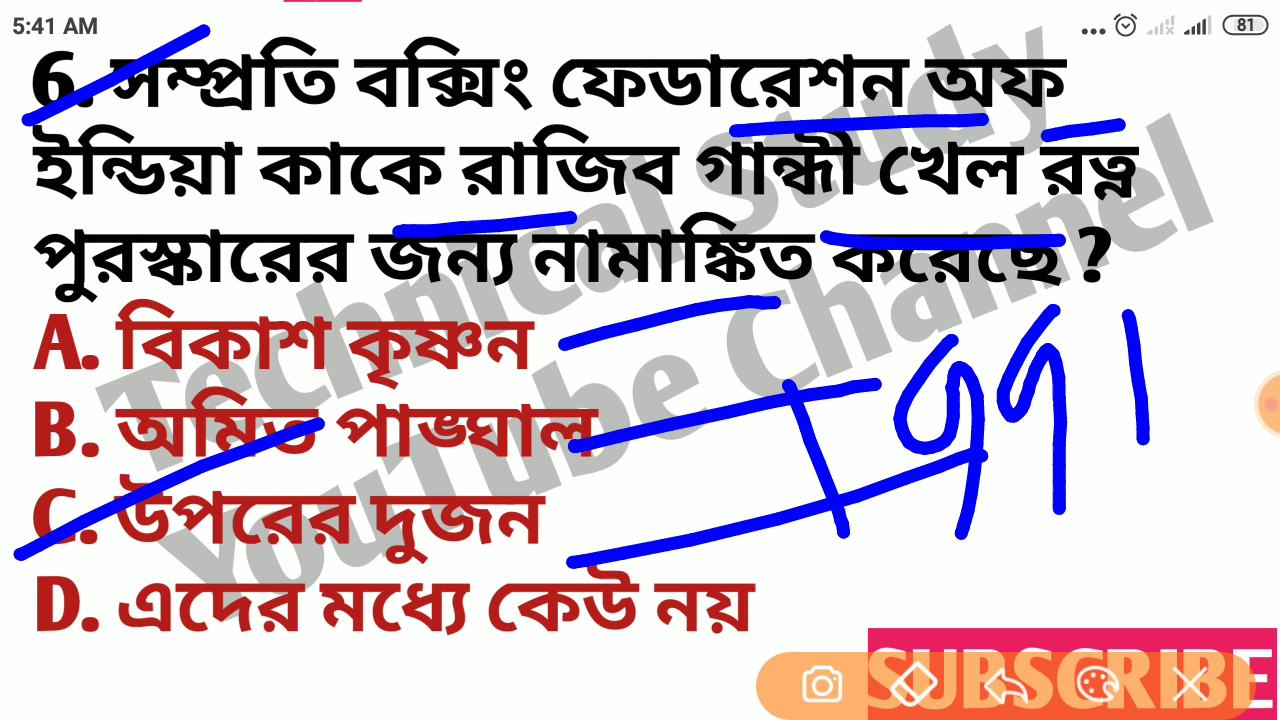 5:41 AM
81
6. সম্প্রতি বক্সিং ফেডারেশন অফ
ইন্ডিয়া কাকে রাজিব গান্ধী খেল রত্ন
পুরস্কারের জন্য নামাঙ্কিত করেছে ?
A. বিকাশ কৃষ্ণন
B. অমিত পাঙ্ঘাল
C. উপরের দুজন
D. এদের মধ্যে কেউ নয়
Technical Study
YouTube Channel
SUBSCRIBE